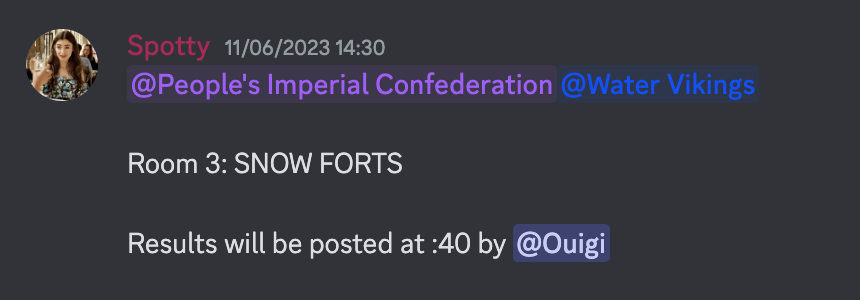 Spotty 11/06/2023 14:30
@People's Imperial Confederation @Water Vikings
Room 3: SNOW FORTS
Results will be posted at :40 by @Ouigi